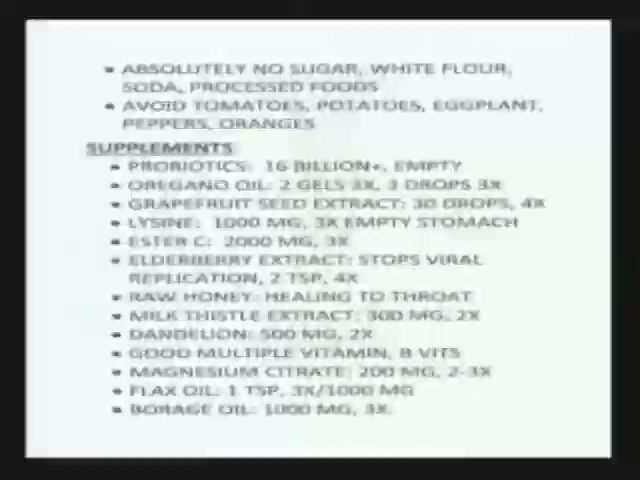 • ABSOLUTELY NO SUGAR, WHITE FLOUR,
SODA, PROCESSED FOODS
• AVOID TOMATOES, POTATOES, EGGPLANT,
PEPPERS, ORANGES
SUPPLEMENTS
• PROBIOTICS: 16 BILLION+, EMPTY
• OREGANO OIL: 2 GELS 3X, 3 DROPS 3X
• GRAPEFRUIT SEED EXTRACT: 30 DROPS, 4X
• LYSINE: 1000 MG, 3X EMPTY STOMACH
• ESTER C: 2000 MG, 3X
• ELDERBERRY EXTRACT: STOPS VIRAL
REPLICATION, 2 TSP, 4X
• RAW HONEY: HEALING TO THROAT
• MILK THISTLE EXTRACT: 300 MG, 2X
• DANDELION: 500 MG, 2X
• GOOD MULTIPLE VITAMIN, B VITS
• MAGNESIUM CITRATE: 200 MG, 2-3X
• FLAX OIL: 1 TSP, 3X/1000 MG
• BORAGE OIL: 1000 MG, 3X